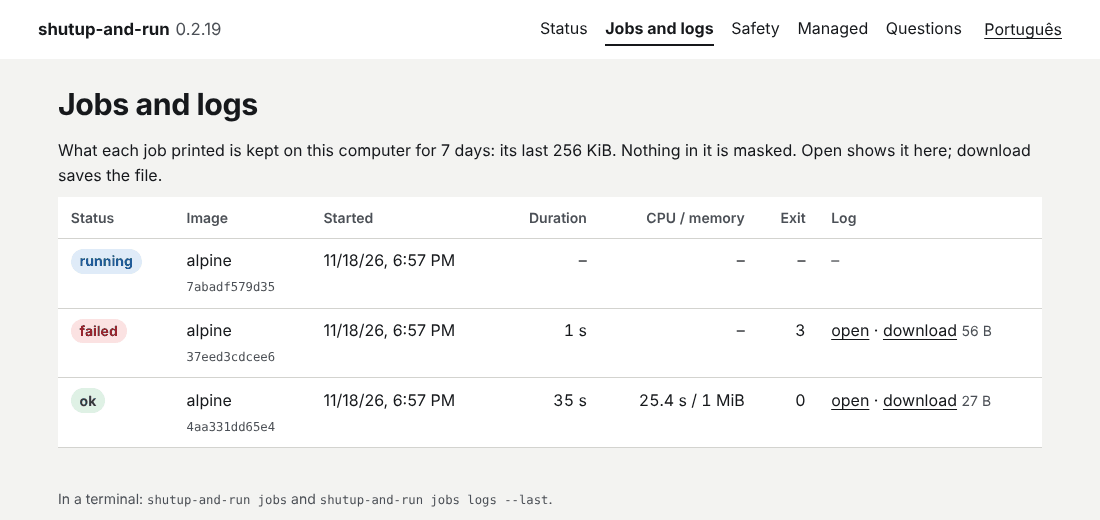 shutup-and-run 0.2.19
Status Jobs and logs Safety Managed Questions Português
Jobs and logs
What each job printed is kept on this computer for 7 days: its last 256 KiB. Nothing in it is masked. Open shows it here; download
saves the file.
Status Image Started Duration CPU / memory Exit Log
running alpine 11/18/26, 6:57 PM – – – –
7abadf579d35
failed alpine 11/18/26, 6:57 PM 1 s – 3 open · download 56 B
37eed3cdcee6
ok alpine 11/18/26, 6:57 PM 35 s 25.4 s / 1 MiB 0 open · download 27 B
4aa331dd65e4
In a terminal: shutup-and-run jobs and shutup-and-run jobs logs --last.